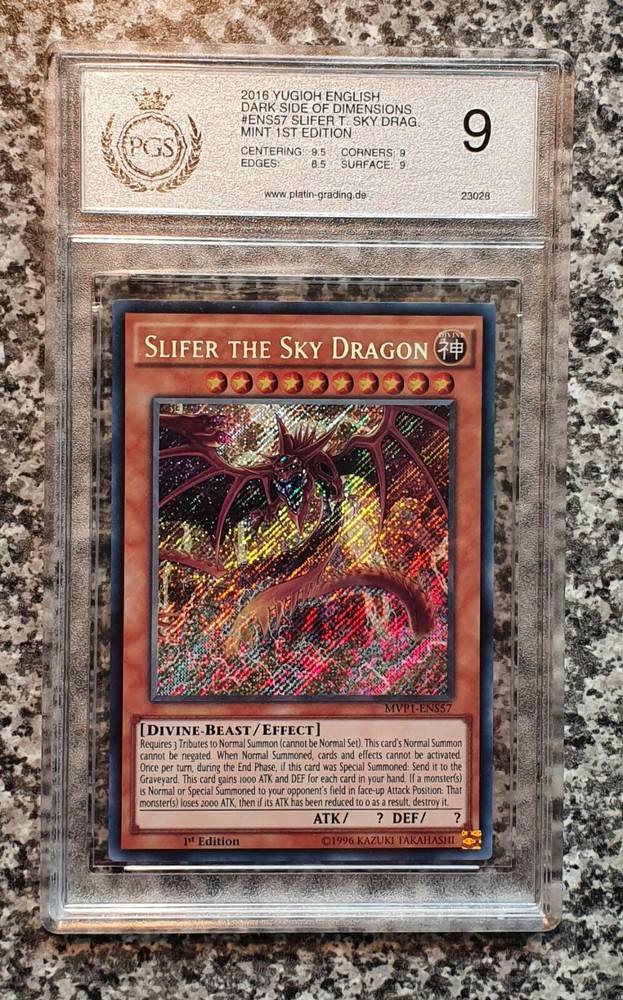 PGS
2016 YUGIOH ENGLISH
DARK SIDE OF DIMENSIONS
#ENS57 SLIFER T. SKY DRAG.
MINT 1ST EDITION
CENTERING: 9.5 CORNERS: 9
EDGES: 8.5 SURFACE: 9
9
www.platin-grading.de
23028
SLIFER THE SKY DRAGON
DIVINE
神
MVP1-ENS57
[DIVINE-BEAST/EFFECT]
Requires 3 Tributes to Normal Summon (cannot be Normal Set). This card's Normal Summon
cannot be negated. When Normal Summoned, cards and effects cannot be activated.
Once per turn, during the End Phase, if this card was Special Summoned: Send it to the
Graveyard. This card gains 1000 ATK and DEF for each card in your hand. If a monster(s)
is Normal or Special Summoned to your opponent's field in face-up Attack Position: That
monster(s) loses 2000 ATK, then if its ATK has been reduced to 0 as a result, destroy it.
ATK/ ? DEF/ ?
1st Edition
©1996 KAZUKI TAKAHASHI